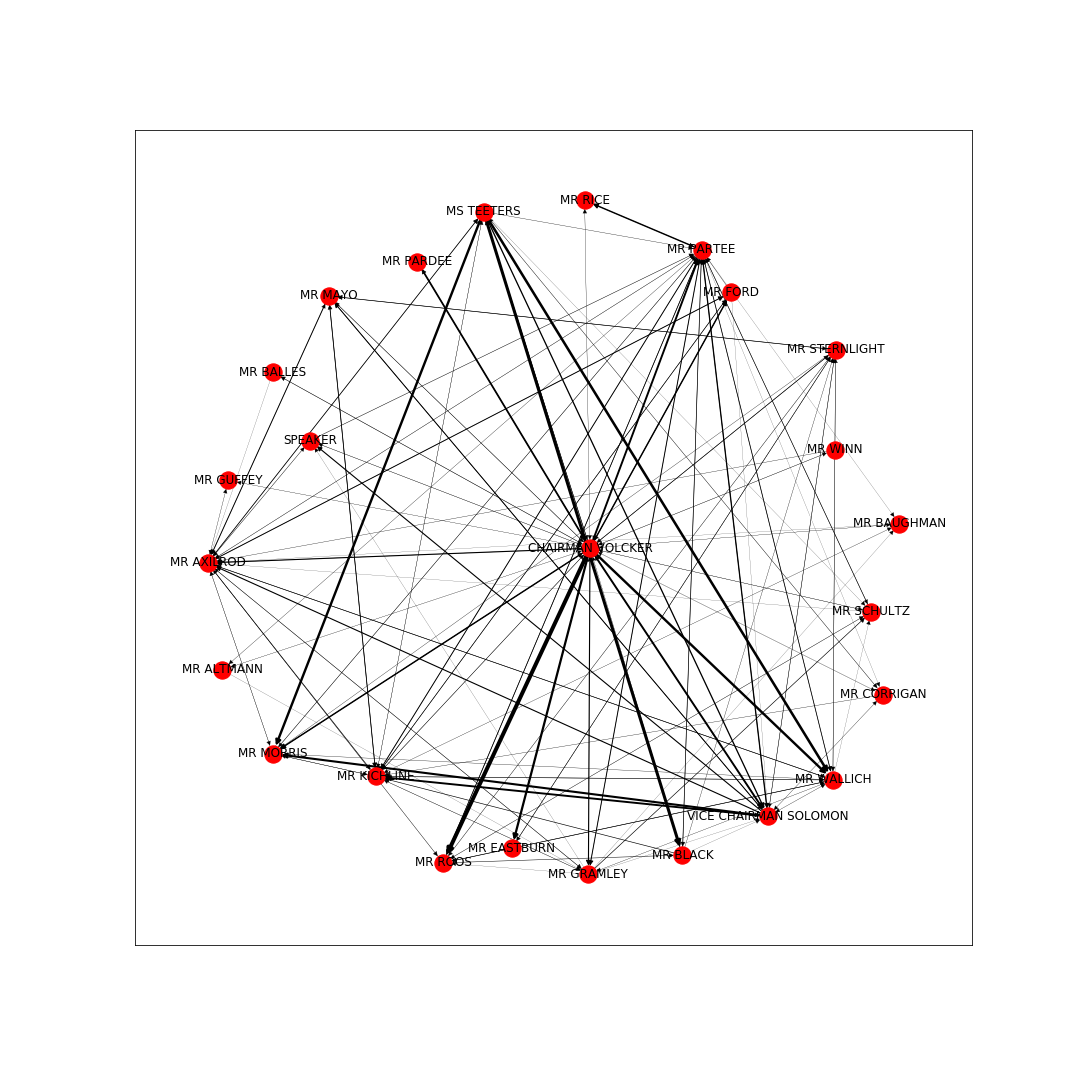 MR RICE
MS TEETERS
MR PARTEE
MR PARDEE
MR FORD
MR MAYO
MR STERNLIGHT
MR BALLES
SPEAKER
MR WINN
MR GUFFEY
MR BAUGHMAN
CHAIRMAN VOLCKER
MR AXILROD
MR SCHULTZ
MR ALTMANN
MR CORRIGAN
MR MORRIS
MR KICHLINE
MR WALLICH
VICE CHAIRMAN SOLOMON
MR EASTBURN
MR BLACK
MR ROOS
MR GRAMLEY